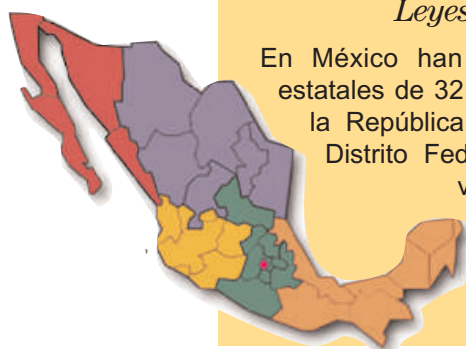 Leyes
En México han
estatales de 32
la República
Distrito Fed
v